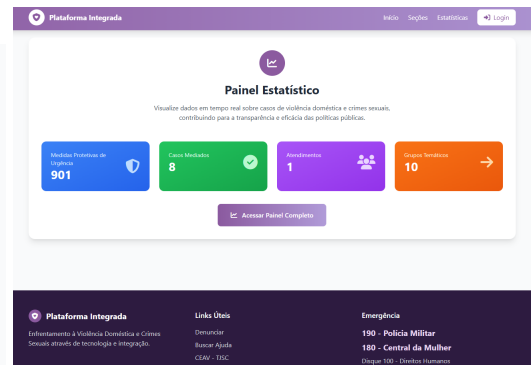 Plataforma Integrada
Início Seções Estatísticas Login
Painel Estatístico
Visualize dados em tempo real sobre casos de violência doméstica e crimes sexuais,
contribuindo para a transparência e eficácia das políticas públicas.
Medidas Protetivas de
Urgência
901
Casos Mediados
8
Atendimentos
1
Grupos Temáticos
10
Acessar Painel Completo
Plataforma Integrada
Enfrentamento à Violência Doméstica e Crimes
Sexuais através de tecnologia e integração.
Links Úteis
Denunciar
Buscar Ajuda
CEAV - TJSC
Emergência
190 - Polícia Militar
180 - Central da Mulher
Disque 100 - Direitos Humanos